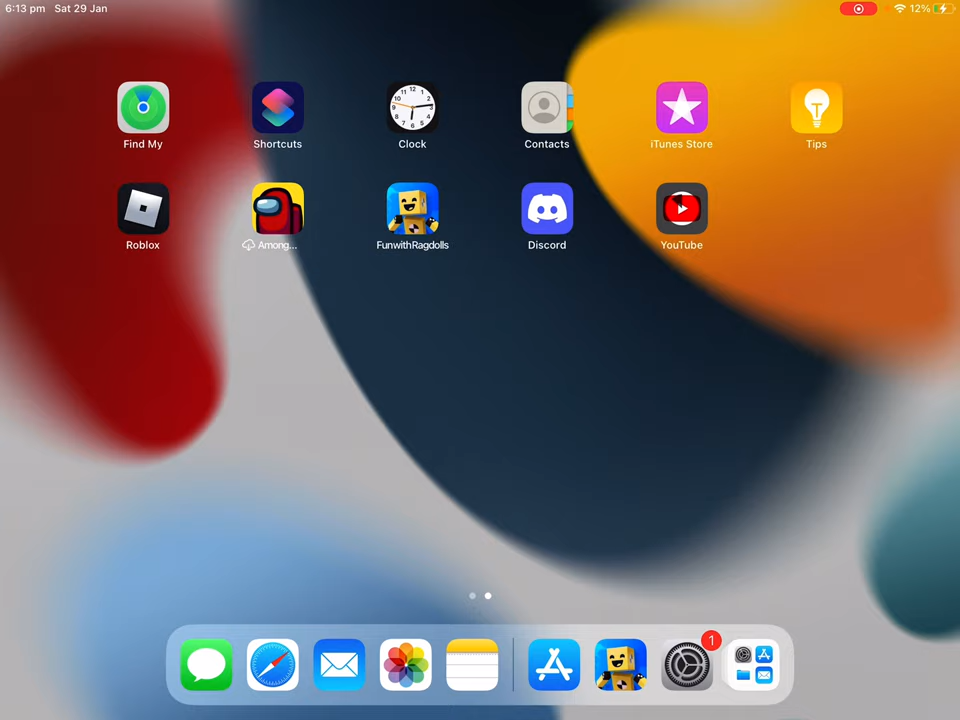 6:13 pm Sat 29 Jan
12%
Find My
Shortcuts
Clock
Contacts
iTunes Store
Tips
Roblox
Among...
FunwithRagdolls
Discord
YouTube
1